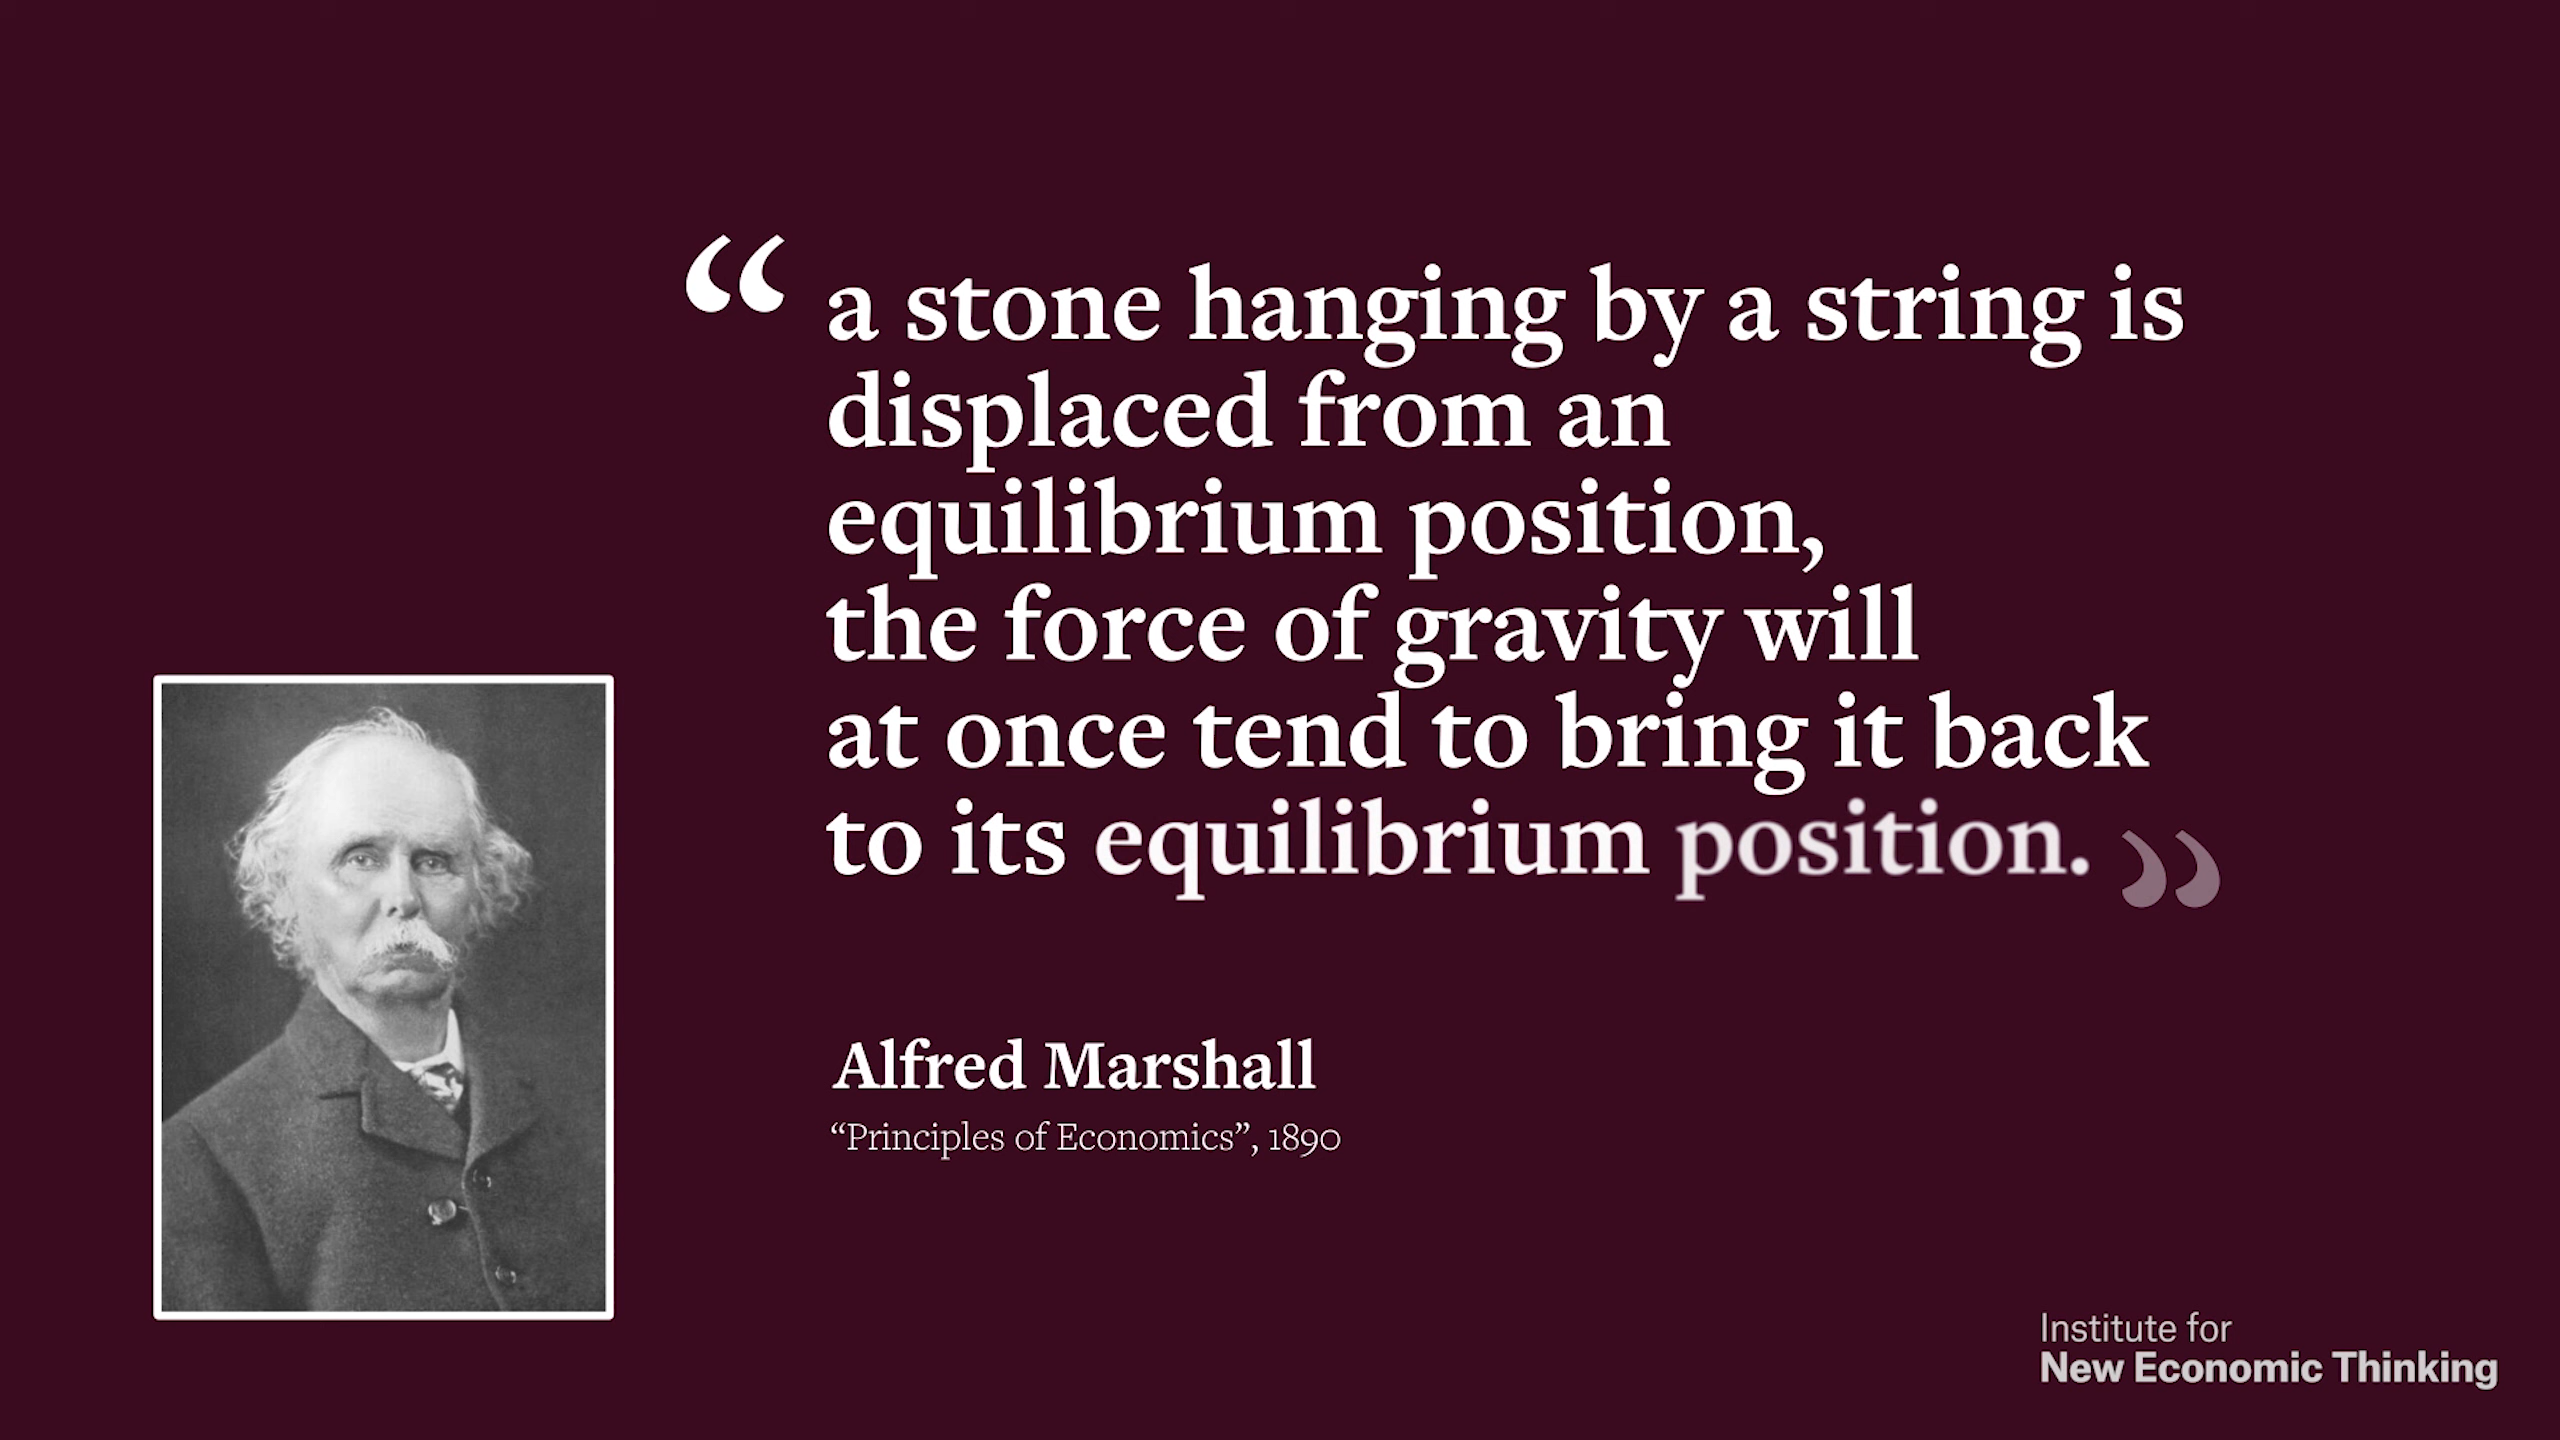 “a stone hanging by a string is
displaced from an
equilibrium position,
the force of gravity will
at once tend to bring it back
to its equilibrium position.”
Alfred Marshall
“Principles of Economics”, 1890
Institute for
New Economic Thinking